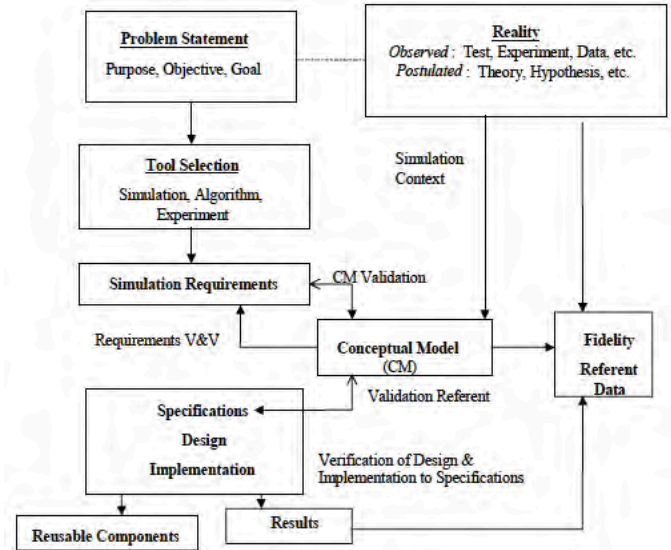 Problem Statement
Purpose, Objective, Goal
Reality
Observed : Test, Experiment, Data, etc.
Postulated : Theory, Hypothesis, etc.
Tool Selection
Simulation, Algorithm,
Experiment
Simulation
Context
Simulation Requirements
CM Validation
Requirements V&V
Conceptual Model
(CM)
Fidelity
Referent
Data
Validation Referent
Specifications
Design
Implementation
Verification of Design &
Implementation to Specifications
Reusable Components
Results